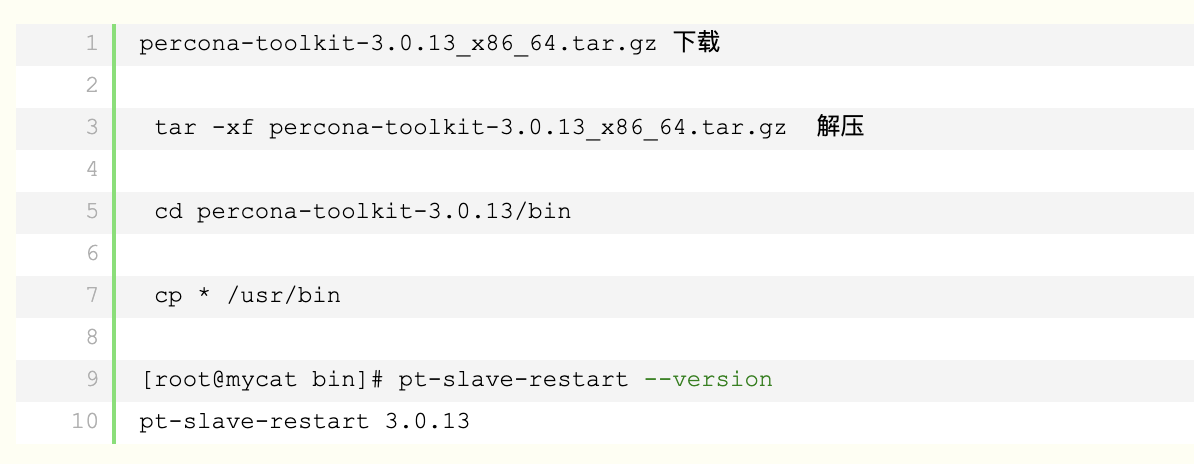 1 percona-toolkit-3.0.13_x86_64.tar.gz 下载
2
3 tar -xf percona-toolkit-3.0.13_x86_64.tar.gz  解压
4
5 cd percona-toolkit-3.0.13/bin
6
7 cp * /usr/bin
8
9 [root@mycat bin]# pt-slave-restart --version
10 pt-slave-restart 3.0.13